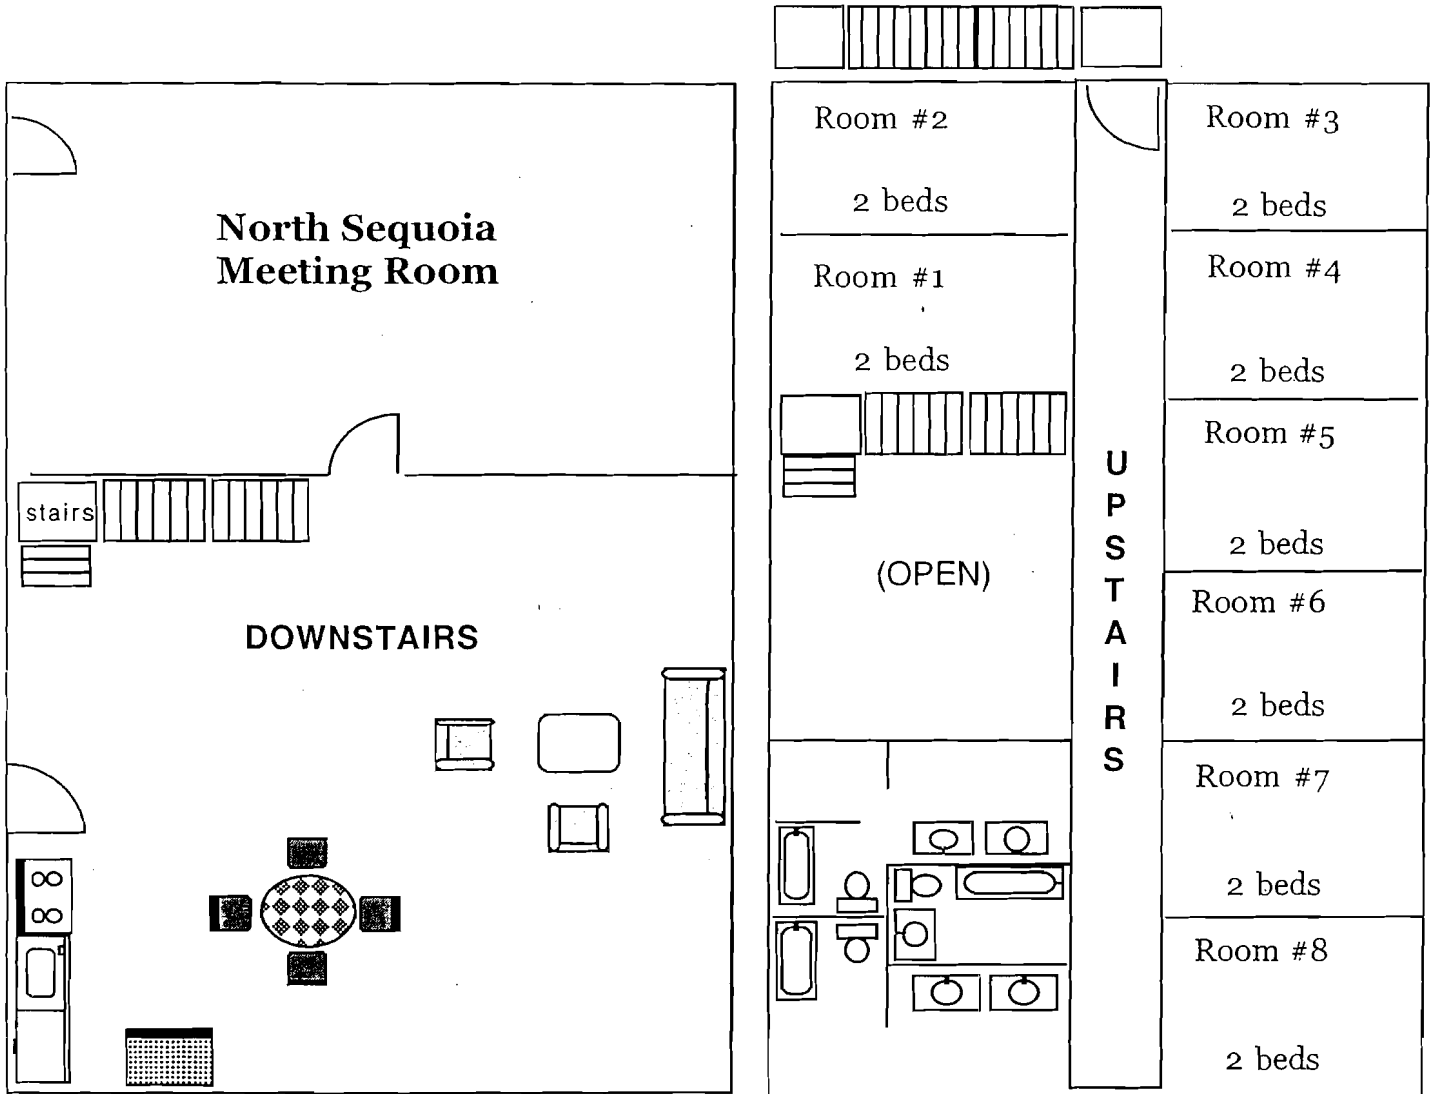 North Sequoia
Meeting Room
stairs
DOWNSTAIRS
Room #2
2 beds
Room #1
2 beds
(OPEN)
UPSTAIRS
Room #3
2 beds
Room #4
2 beds
Room #5
2 beds
Room #6
2 beds
Room #7
2 beds
Room #8
2 beds